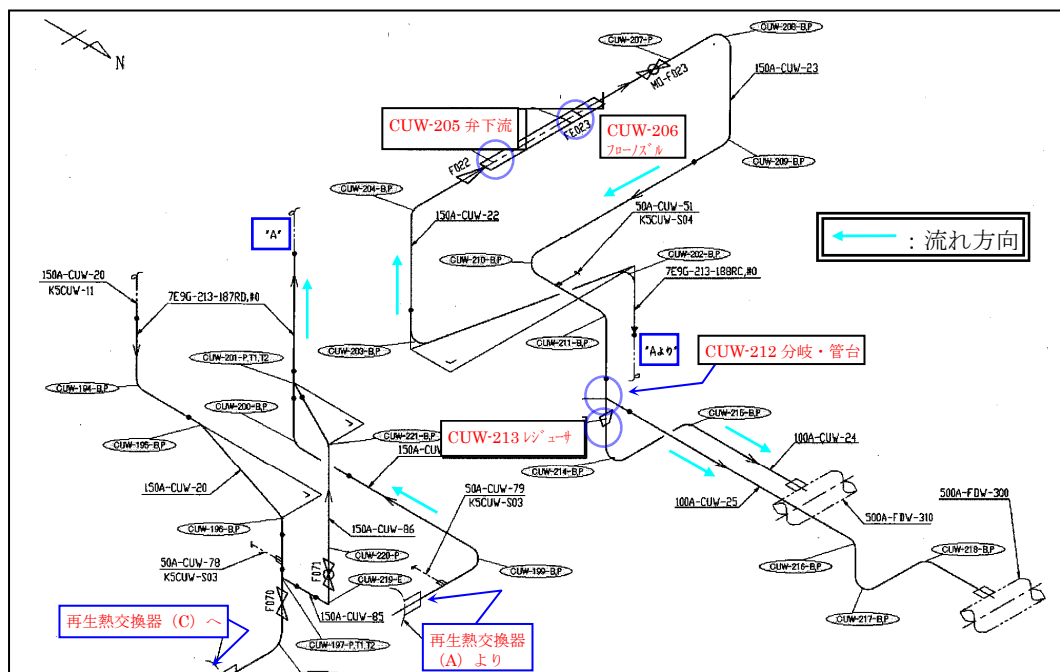 N
CUW-208-B,P
CUW-207-P
MO-F023
150A-CUW-23
CUW-205 弁下流
FE023
CUW-206
ﾌﾛｰﾉｽﾞﾙ
F022
CUW-209-B,P
CUW-204-B,P
50A-CUW-51
K5CUW-S04
150A-CUW-22
"A"
: 流れ方向
CUW-202-B,P
CUW-210-B,P
7E9G-213-188RC,#0
150A-CUW-20
K5CUW-11
7E9G-213-187RD,#0
CUW-203-B,P
CUW-211-B,P
"Aより"
CUW-212 分岐・管台
CUW-201-P,T1,T2
CUW-194-B,P
CUW-200-B,P
CUW-215-B,P
CUW-195-B,P
CUW-221-B,P
CUW-213 ﾚｼﾞｭｰｻ
150A-CUW
CUW-214-B,P
100A-CUW-24
150A-CUW-20
50A-CUW-79
K5CUW-S03
100A-CUW-25
500A-FDW-300
500A-FDW-310
CUW-196-B,P
150A-CUW-86
50A-CUW-78
K5CUW-S03
CUW-220-P
F071
CUW-219-E
CUW-199-B,P
CUW-216-B,P
CUW-218-B,P
F070
150A-CUW-85
CUW-217-B,P
再生熱交換器（C）へ
CUW-197-P,T1,T2
再生熱交換器
（A）より